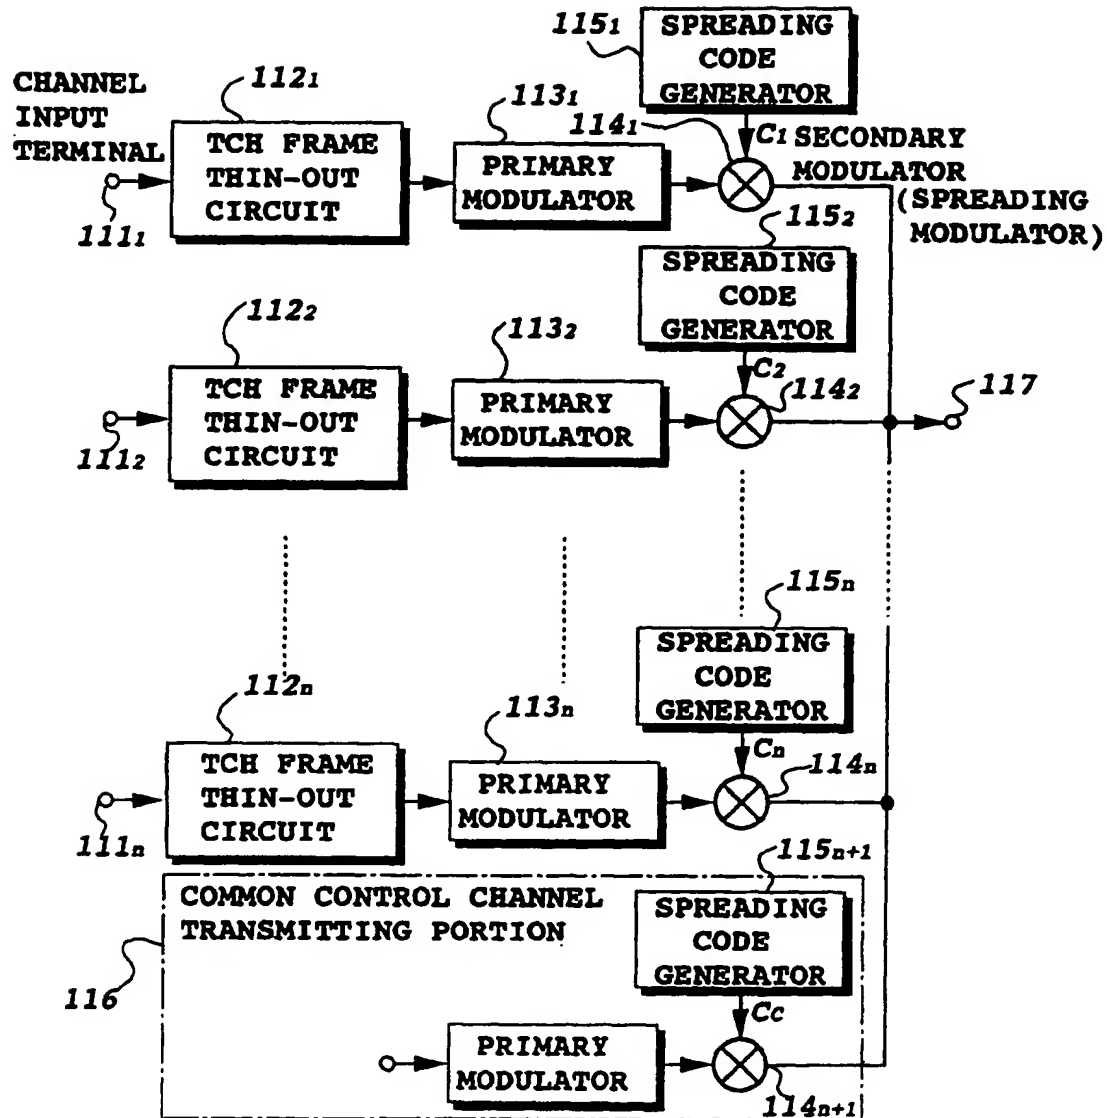 115₁
SPREADING
CODE
GENERATOR
CHANNEL
INPUT
TERMINAL
112₁
TCH FRAME
THIN-OUT
CIRCUIT
113₁
PRIMARY
MODULATOR
114₁
C₁
SECONDARY
MODULATOR
(SPREADING
MODULATOR)
111₁
115₂
SPREADING
CODE
GENERATOR
112₂
TCH FRAME
THIN-OUT
CIRCUIT
113₂
PRIMARY
MODULATOR
C₂
114₂
117
111₂
115ₙ
SPREADING
CODE
GENERATOR
112ₙ
TCH FRAME
THIN-OUT
CIRCUIT
113ₙ
PRIMARY
MODULATOR
Cₙ
114ₙ
111ₙ
115ₙ₊₁
COMMON CONTROL CHANNEL
TRANSMITTING PORTION
SPREADING
CODE
GENERATOR
116
Cc
PRIMARY
MODULATOR
114ₙ₊₁